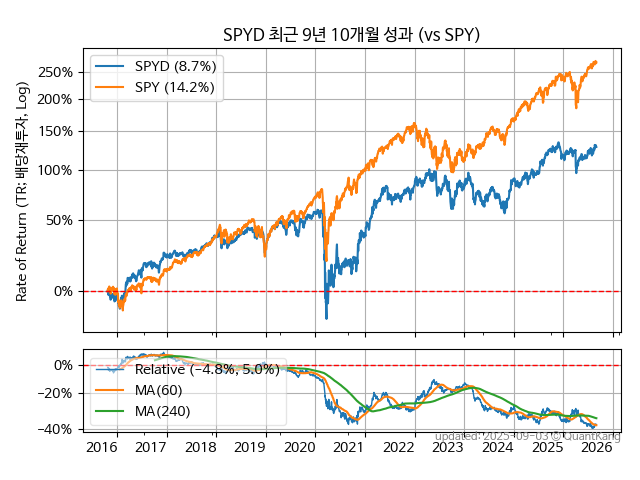 SPYD 최근 9년 10개월 성과 (vs SPY)
Rate of Return (TR: 배당재투자, Log)
SPYD (8.7%)
SPY (14.2%)
250%
200%
150%
100%
50%
0%
Relative (-4.8%, 5.0%)
MA(60)
MA(240)
0%
−20%
−40%
2016 2017 2018 2019 2020 2021 2022 2023 2024 2025 2026
updated: 2025-09-03 © QuantKang